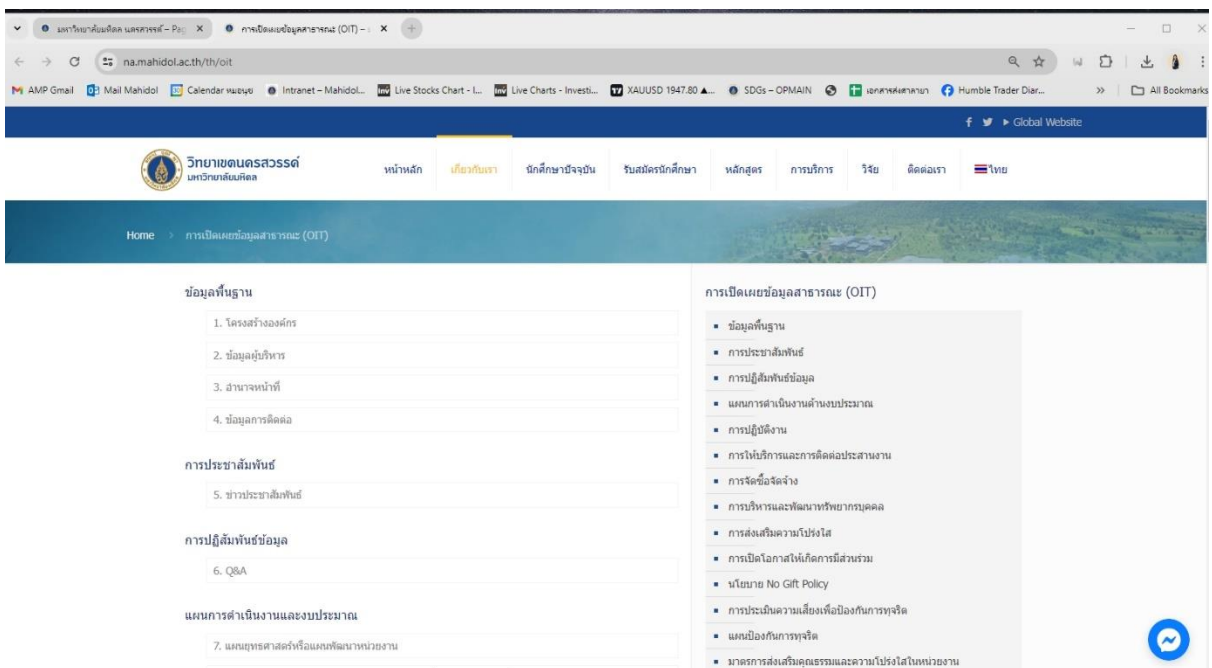 มหาวิทยาลัยมหิดล นครสวรรค์ – Pag
การเปิดเผยข้อมูลสาธารณะ (OIT) –
na.mahidol.ac.th/th/oit
AMP Gmail
Mail Mahidol
Calendar
Intranet – Mahidol...
Live Stocks Chart - I...
Live Charts - Investi...
XAUUSD 1947.80 ▲...
SDGs – OPMAIN
Humble Trader Diar...
»
All Bookmarks
Global Website
วิทยาเขตนครสวรรค์
มหาวิทยาลัยมหิดล
หน้าหลัก
เกี่ยวกับเรา
นักศึกษาปัจจุบัน
รับสมัครนักศึกษา
หลักสูตร
การบริการ
วิจัย
ติดต่อเรา
ไทย
Home
การเปิดเผยข้อมูลสาธารณะ (OIT)
ข้อมูลพื้นฐาน
1. โครงสร้างองค์กร
2. ข้อมูลผู้บริหาร
3. อำนาจหน้าที่
4. ข้อมูลการติดต่อ
การประชาสัมพันธ์
5. ข่าวประชาสัมพันธ์
การปฏิสัมพันธ์ข้อมูล
6. Q&A
แผนการดำเนินงานและงบประมาณ
7. แผนยุทธศาสตร์หรือแผนพัฒนาหน่วยงาน
การเปิดเผยข้อมูลสาธารณะ (OIT)
ข้อมูลพื้นฐาน
การประชาสัมพันธ์
การปฏิสัมพันธ์ข้อมูล
แผนการดำเนินงานด้านงบประมาณ
การปฏิบัติงาน
การให้บริการและการติดต่อประสานงาน
การจัดซื้อจัดจ้าง
การบริหารและพัฒนาทรัพยากรบุคคล
การส่งเสริมความโปร่งใส
การเปิดโอกาสให้เกิดการมีส่วนร่วม
นโยบาย No Gift Policy
การประเมินความเสี่ยงเพื่อป้องกันการทุจริต
แผนป้องกันการทุจริต
มาตรการส่งเสริมคุณธรรมและความโปร่งใสในหน่วยงาน